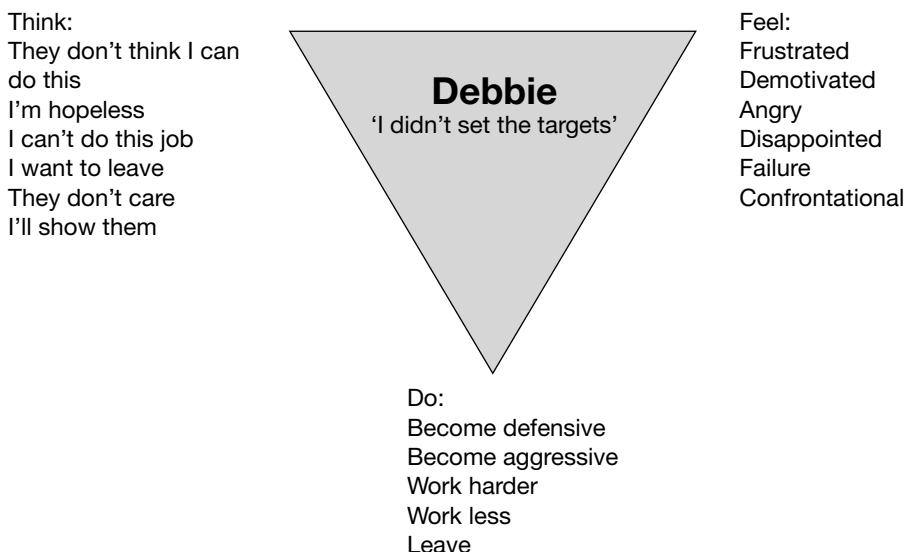 Think:
They don’t think I can
do this
I’m hopeless
I can’t do this job
I want to leave
They don’t care
I’ll show them
Debbie
‘I didn’t set the targets’
Feel:
Frustrated
Demotivated
Angry
Disappointed
Failure
Confrontational
Do:
Become defensive
Become aggressive
Work harder
Work less
Leave